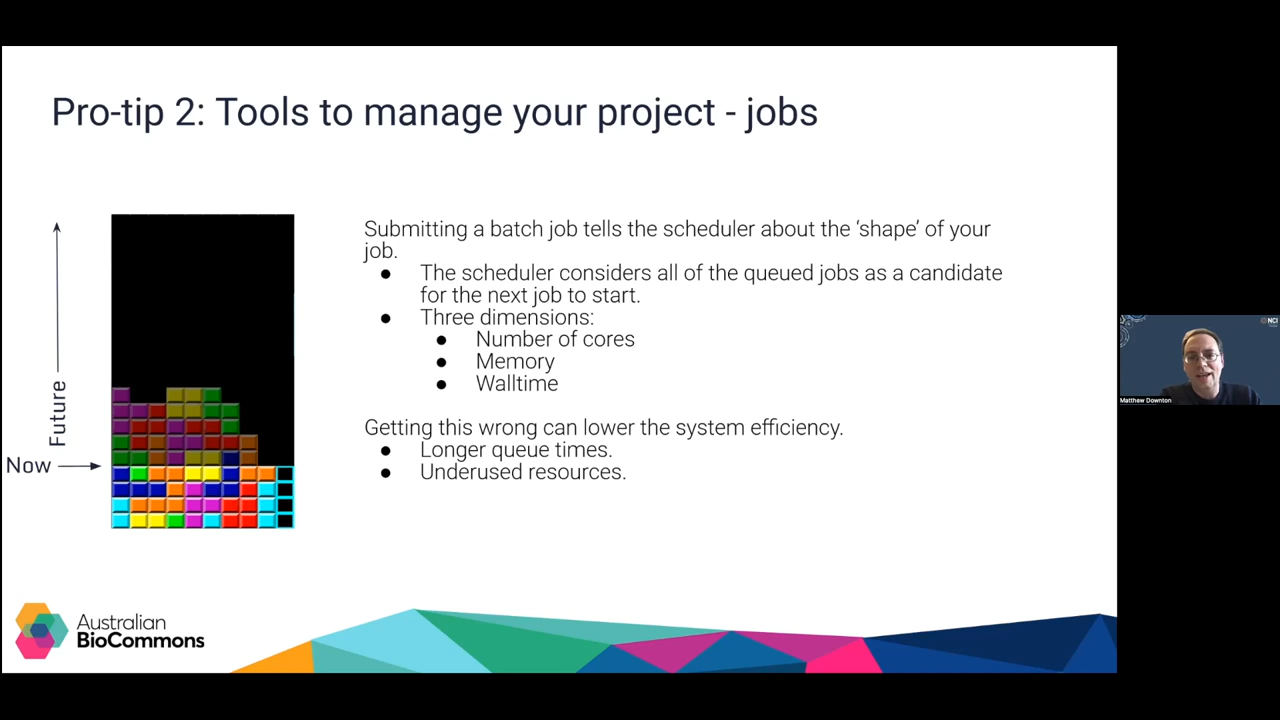 Pro-tip 2: Tools to manage your project - jobs
Submitting a batch job tells the scheduler about the ‘shape’ of your
job.
● The scheduler considers all of the queued jobs as a candidate
for the next job to start.
● Three dimensions:
● Number of cores
● Memory
● Walltime
Getting this wrong can lower the system efficiency.
● Longer queue times.
● Underused resources.
Future
Now
Australian
BioCommons
NCI
Matthew Downton